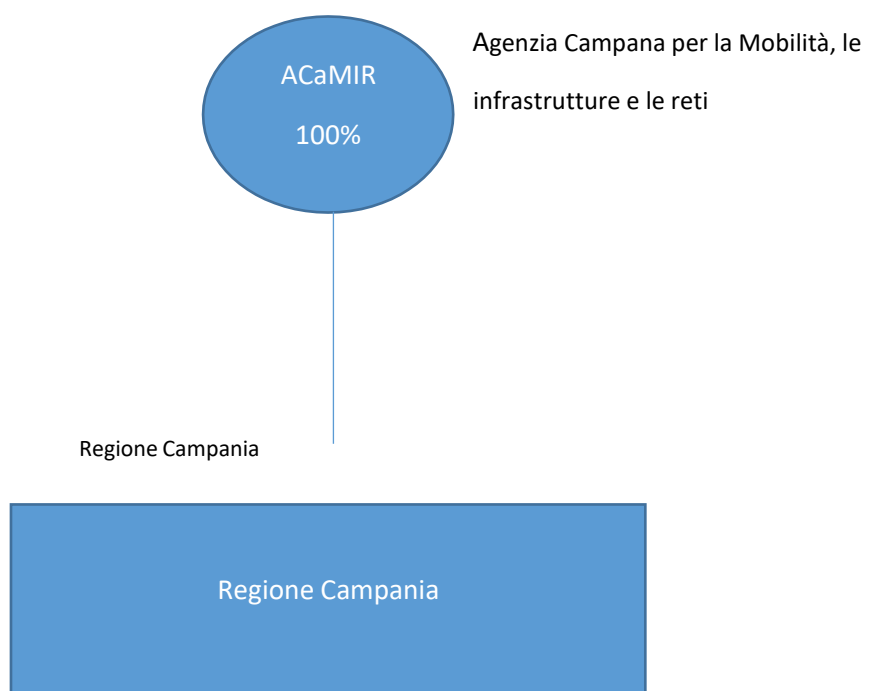 ACaMIR
100%
Agenzia Campana per la Mobilità, le
infrastrutture e le reti
Regione Campania
Regione Campania